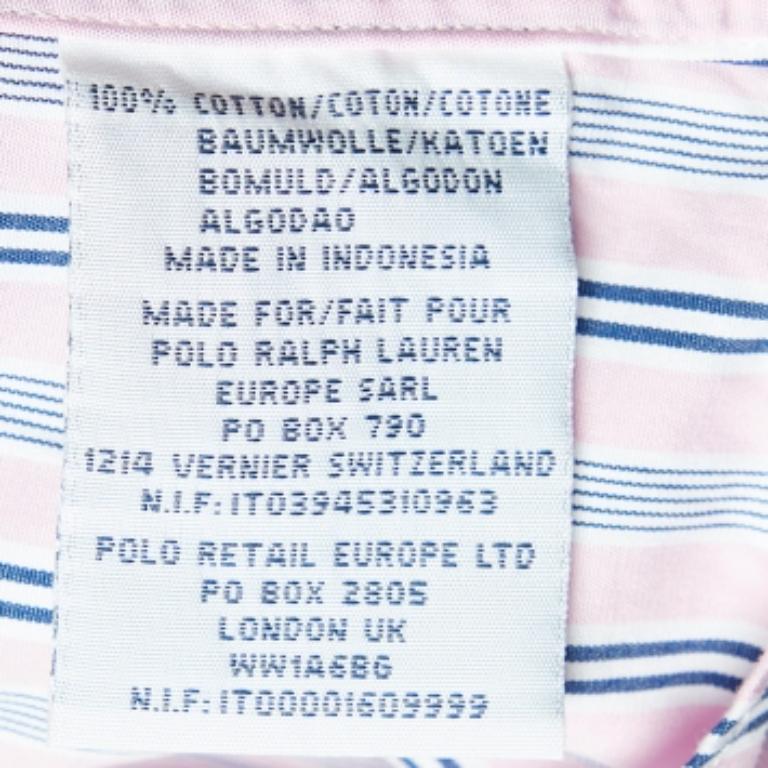 100% COTTON/COTON/COTONE
BAUMWOLLE/KATOEN
BOMULD/ALGODON
ALGODAO
MADE IN INDONESIA
MADE FOR/FAIT POUR
POLO RALPH LAUREN
EUROPE SARL
PO BOX 790
1214 VERNIER SWITZERLAND
N.I.F:IT03945310963
POLO RETAIL EUROPE LTD
PO BOX 2805
LONDON UK
WW1A6BG
N.I.F:IT00001609999